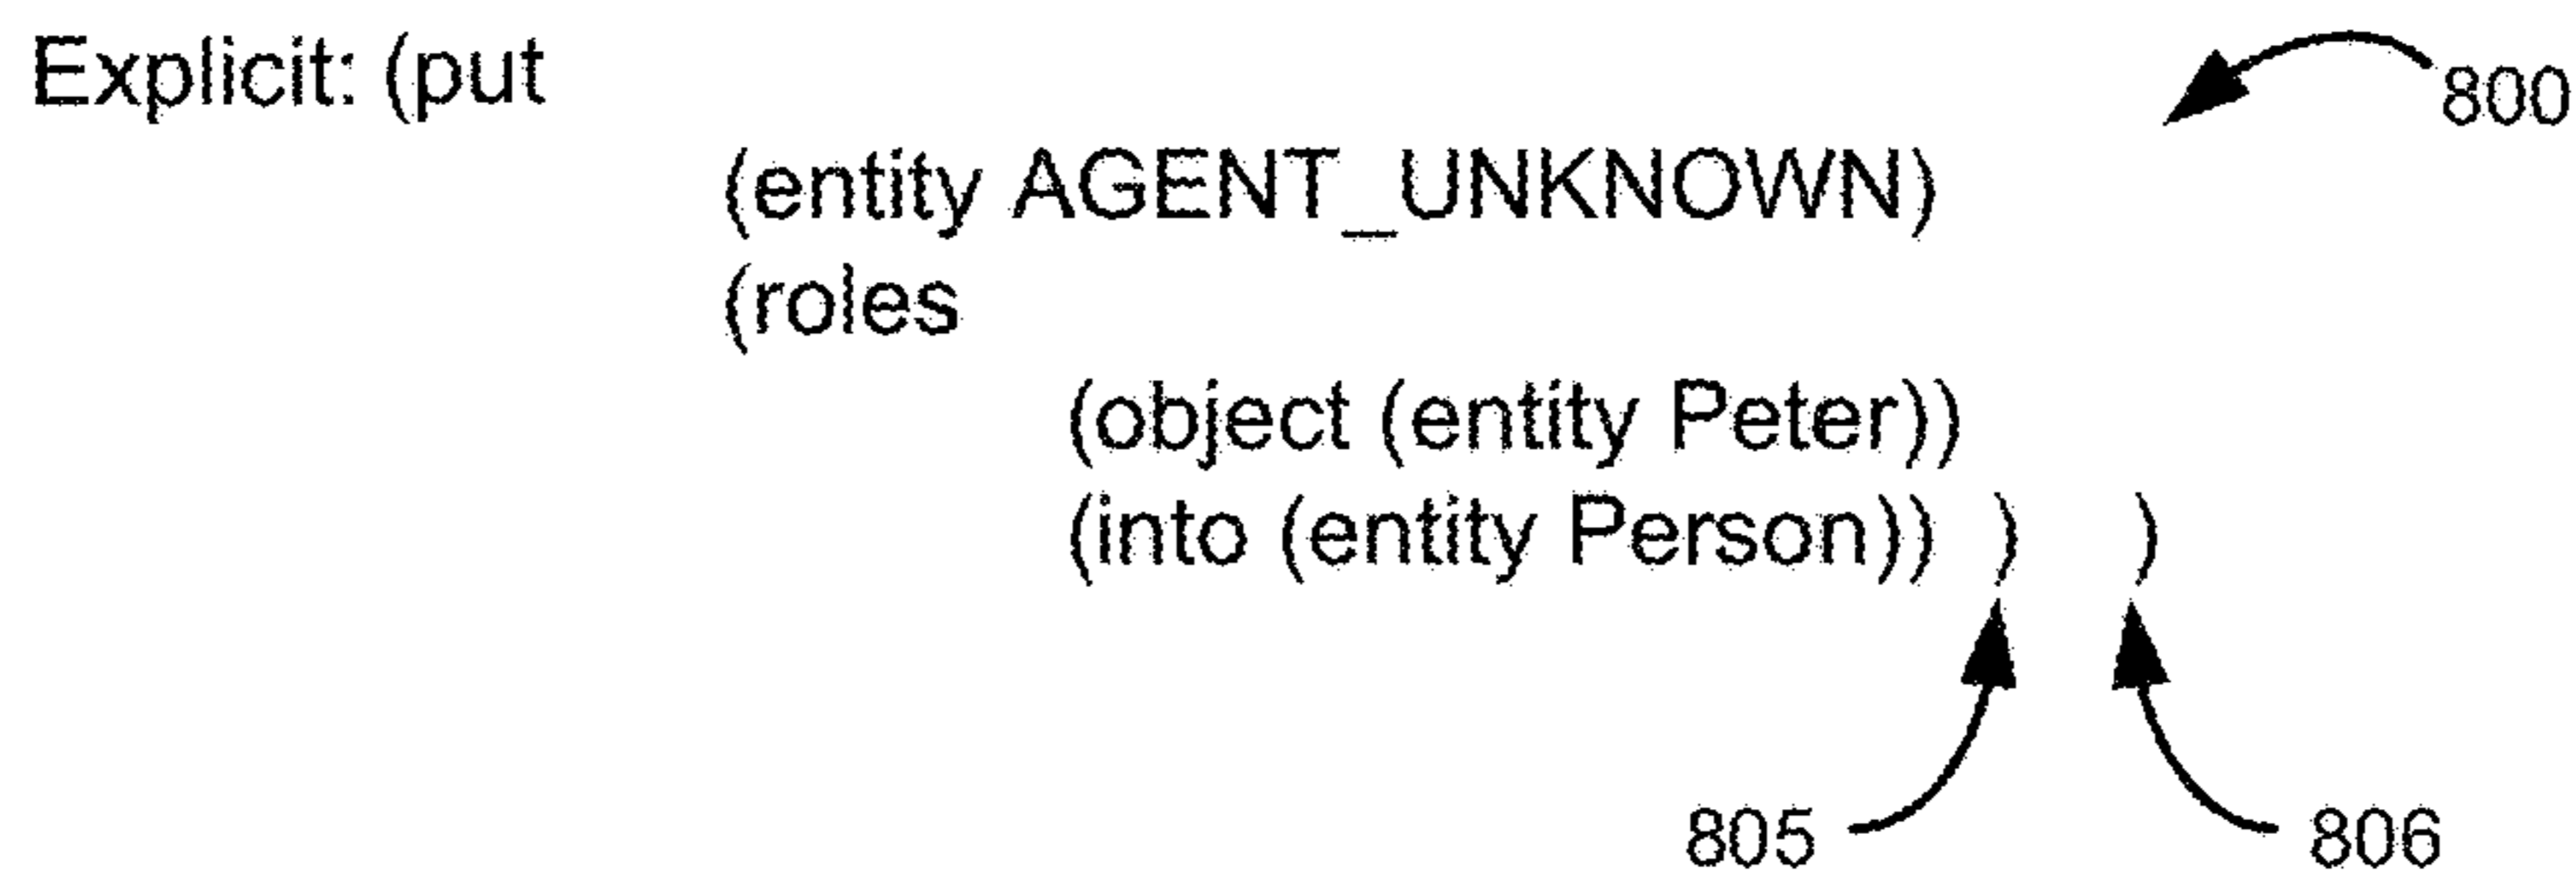 Explicit: (put
800
(entity AGENT_UNKNOWN)
(roles
(object (entity Peter))
(into (entity Person)) ) )
805
806